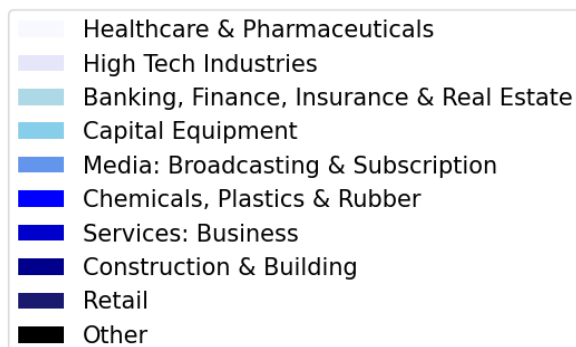 Healthcare & Pharmaceuticals
High Tech Industries
Banking, Finance, Insurance & Real Estate
Capital Equipment
Media: Broadcasting & Subscription
Chemicals, Plastics & Rubber
Services: Business
Construction & Building
Retail
Other